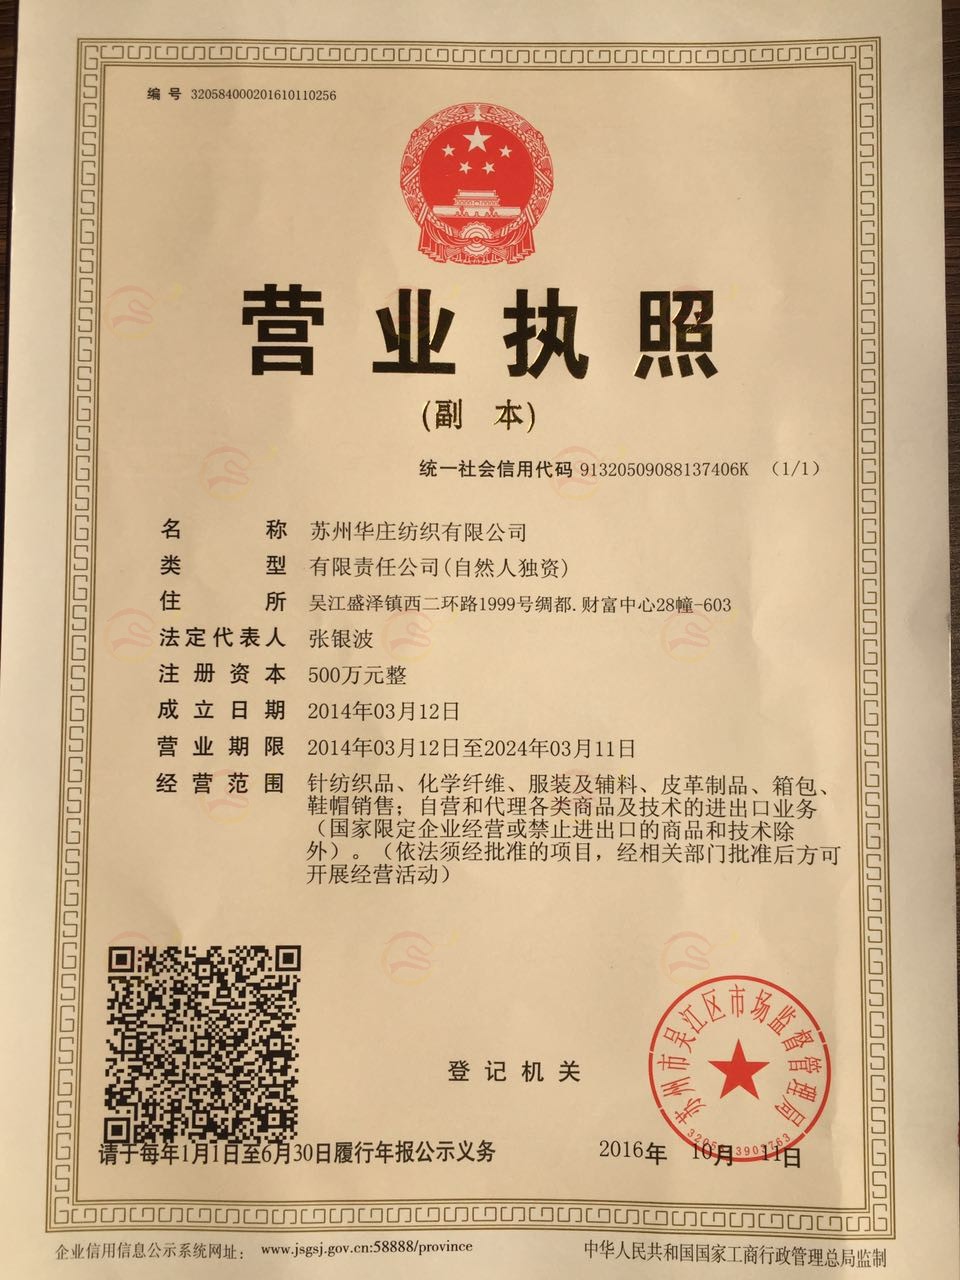 编号 320584000201610110256
营业执照
(副 本)
统一社会信用代码 91320509088137406K （1/1）
名称 苏州华庄纺织有限公司
类型 有限责任公司(自然人独资)
住所 吴江盛泽镇西二环路1999号绸都.财富中心28幢-603
法定代表人 张银波
注册资本 500万元整
成立日期 2014年03月12日
营业期限 2014年03月12日至2024年03月11日
经营范围 针纺织品、化学纤维、服装及辅料、皮革制品、箱包、
鞋帽销售；自营和代理各类商品及技术的进出口业务
（国家限定企业经营或禁止进出口的商品和技术除
外）。（依法须经批准的项目，经相关部门批准后方可
开展经营活动）
苏州市吴江区市场监督管理局
登记机关
请于每年1月1日至6月30日履行年报公示义务
2016年 10月 11日
企业信用信息公示系统网址： www.jsgsj.gov.cn:58888/province
中华人民共和国国家工商行政管理总局监制